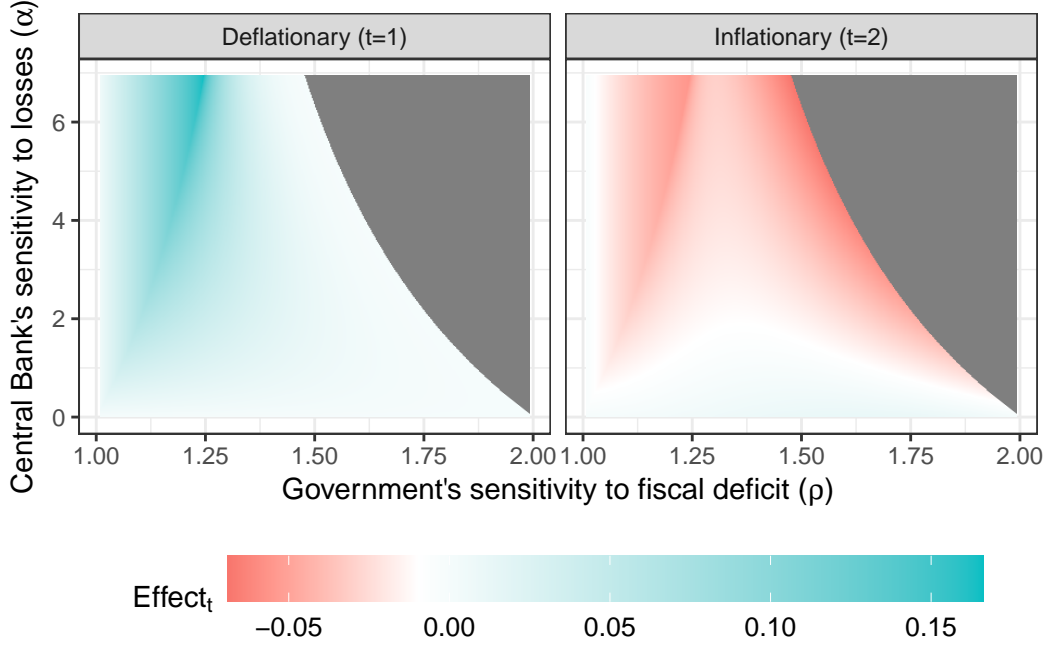 Deflationary (t=1)
Inflationary (t=2)
Central Bank's sensitivity to losses (α)
6
4
2
0
1.00 1.25 1.50 1.75 2.00
1.00 1.25 1.50 1.75 2.00
Government's sensitivity to fiscal deficit (ρ)
Effectₜ
−0.05 0.00 0.05 0.10 0.15